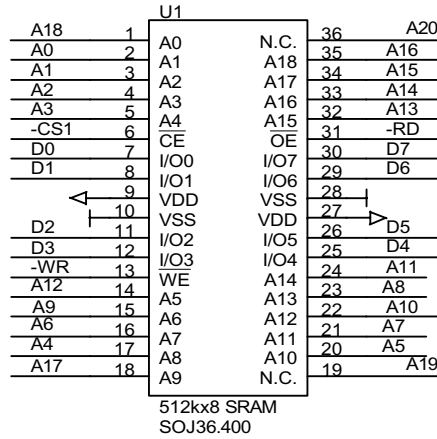 U1
A18 1 A0 N.C. 36 A20
A0 2 A1 A18 35 A16
A1 3 A2 A17 34 A15
A2 4 A3 A16 33 A14
A3 5 A4 A15 32 A13
-CS1 6 CE OE 31 -RD
D0 7 I/O0 I/O7 30 D7
D1 8 I/O1 I/O6 29 D6
9 VDD VSS 28
10 VSS VDD 27
D2 11 I/O2 I/O5 26 D5
D3 12 I/O3 I/O4 25 D4
-WR 13 WE A14 24 A11
A12 14 A5 A13 23 A8
A9 15 A6 A12 22 A10
A6 16 A7 A11 21 A7
A4 17 A8 A10 20 A5
A17 18 A9 N.C. 19 A19
512kx8 SRAM
SOJ36.400